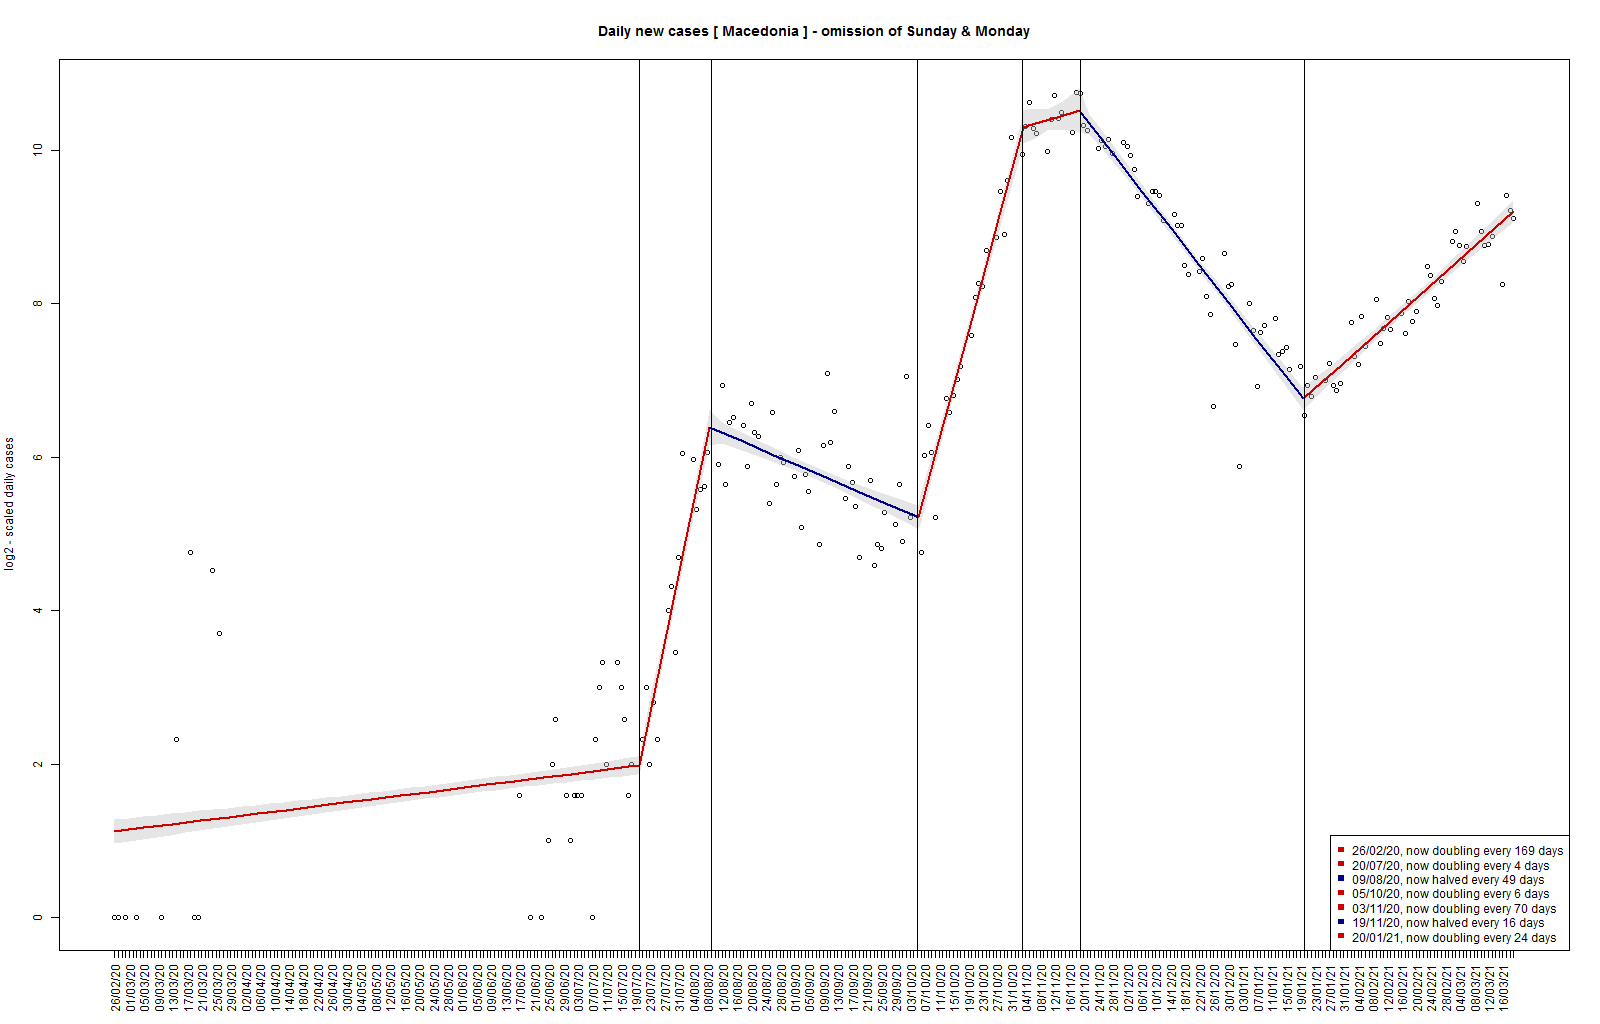 Daily new cases [ Macedonia ] - omission of Sunday & Monday
log2 - scaled daily cases
10
8
6
4
2
0
26/02/20, now doubling every 169 days
20/07/20, now doubling every 4 days
09/08/20, now halved every 49 days
05/10/20, now doubling every 6 days
03/11/20, now doubling every 70 days
19/11/20, now halved every 16 days
20/01/21, now doubling every 24 days
26/02/20 01/03/20 05/03/20 09/03/20 13/03/20 17/03/20 21/03/20 25/03/20 29/03/20 02/04/20 06/04/20 10/04/20 14/04/20 18/04/20 22/04/20 26/04/20 30/04/20 04/05/20 08/05/20 12/05/20 16/05/20 20/05/20 24/05/20 28/05/20 01/06/20 05/06/20 09/06/20 13/06/20 17/06/20 21/06/20 25/06/20 29/06/20 03/07/20 07/07/20 11/07/20 15/07/20 19/07/20 23/07/20 27/07/20 31/07/20 04/08/20 08/08/20 12/08/20 16/08/20 20/08/20 24/08/20 28/08/20 01/09/20 05/09/20 09/09/20 13/09/20 17/09/20 21/09/20 25/09/20 29/09/20 03/10/20 07/10/20 11/10/20 15/10/20 19/10/20 23/10/20 27/10/20 31/10/20 04/11/20 08/11/20 12/11/20 16/11/20 20/11/20 24/11/20 28/11/20 02/12/20 06/12/20 10/12/20 14/12/20 18/12/20 22/12/20 26/12/20 30/12/20 03/01/21 07/01/21 11/01/21 15/01/21 19/01/21 23/01/21 27/01/21 31/01/21 04/02/21 08/02/21 12/02/21 16/02/21 20/02/21 24/02/21 28/02/21 04/03/21 08/03/21 12/03/21 16/03/21